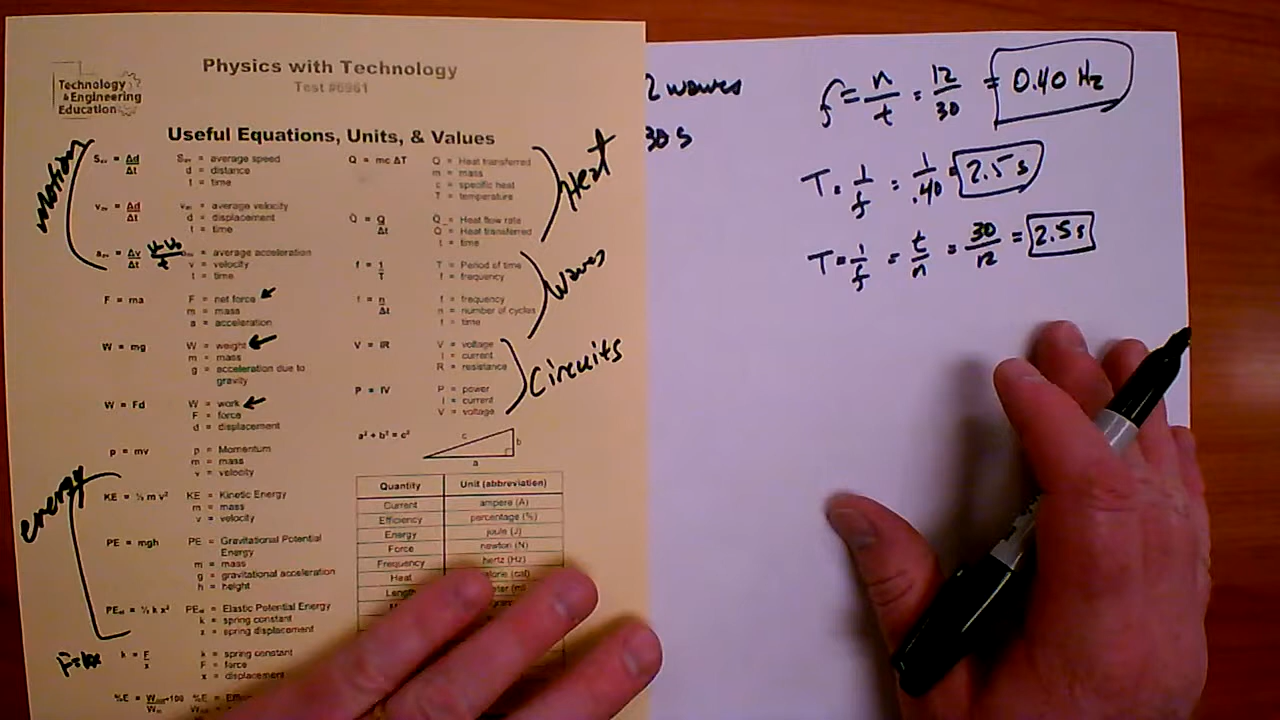 Physics with Technology
Test #6961
Technology
& Engineering
Education
Useful Equations, Units, & Values
Motion
Sav = Δd/Δt
Sav = average speed
d = distance
t = time
vav = Δd/Δt
vav = average velocity
d = displacement
t = time
aav = Δv/Δt
v-v₀/t
aav = average acceleration
v = velocity
t = time
F = ma
F = net force
m = mass
a = acceleration
W = mg
W = weight
m = mass
g = acceleration due to
gravity
W = Fd
W = work
F = force
d = displacement
p = mv
p = Momentum
m = mass
v = velocity
energy
KE = ½ m v²
KE = Kinetic Energy
m = mass
v = velocity
PE = mgh
PE = Gravitational Potential
Energy
m = mass
g = gravitational acceleration
h = height
PEel = ½ k x²
PEel = Elastic Potential Energy
k = spring constant
x = spring displacement
F=kx
k = F/x
k = spring constant
F = force
x = displacement
%E =
%E =
Q = mc ΔT
Q = Heat transferred
m = mass
c = specific heat
T = temperature
Heat
Q = Q/Δt
Q = Heat flow rate
Q = Heat transferred
t = time
f = 1/T
T = Period of time
f = frequency
Waves
f = n/Δt
f = frequency
n = number of cycles
t = time
V = IR
V = voltage
I = current
R = resistance
Circuits
P = IV
P = power
I = current
V = voltage
a² + b² = c²
c
b
a
Quantity Unit (abbreviation)
Current ampere (A)
Efficiency percentage (%)
Energy joule (J)
Force newton (N)
Frequency hertz (Hz)
Heat calorie (cal)
2 waves
30 s
f = n/t = 12/30 = 0.40 Hz
T = 1/f = 1/.40 = 2.5 s
T = 1/f = t/n = 30/12 = 2.5 s